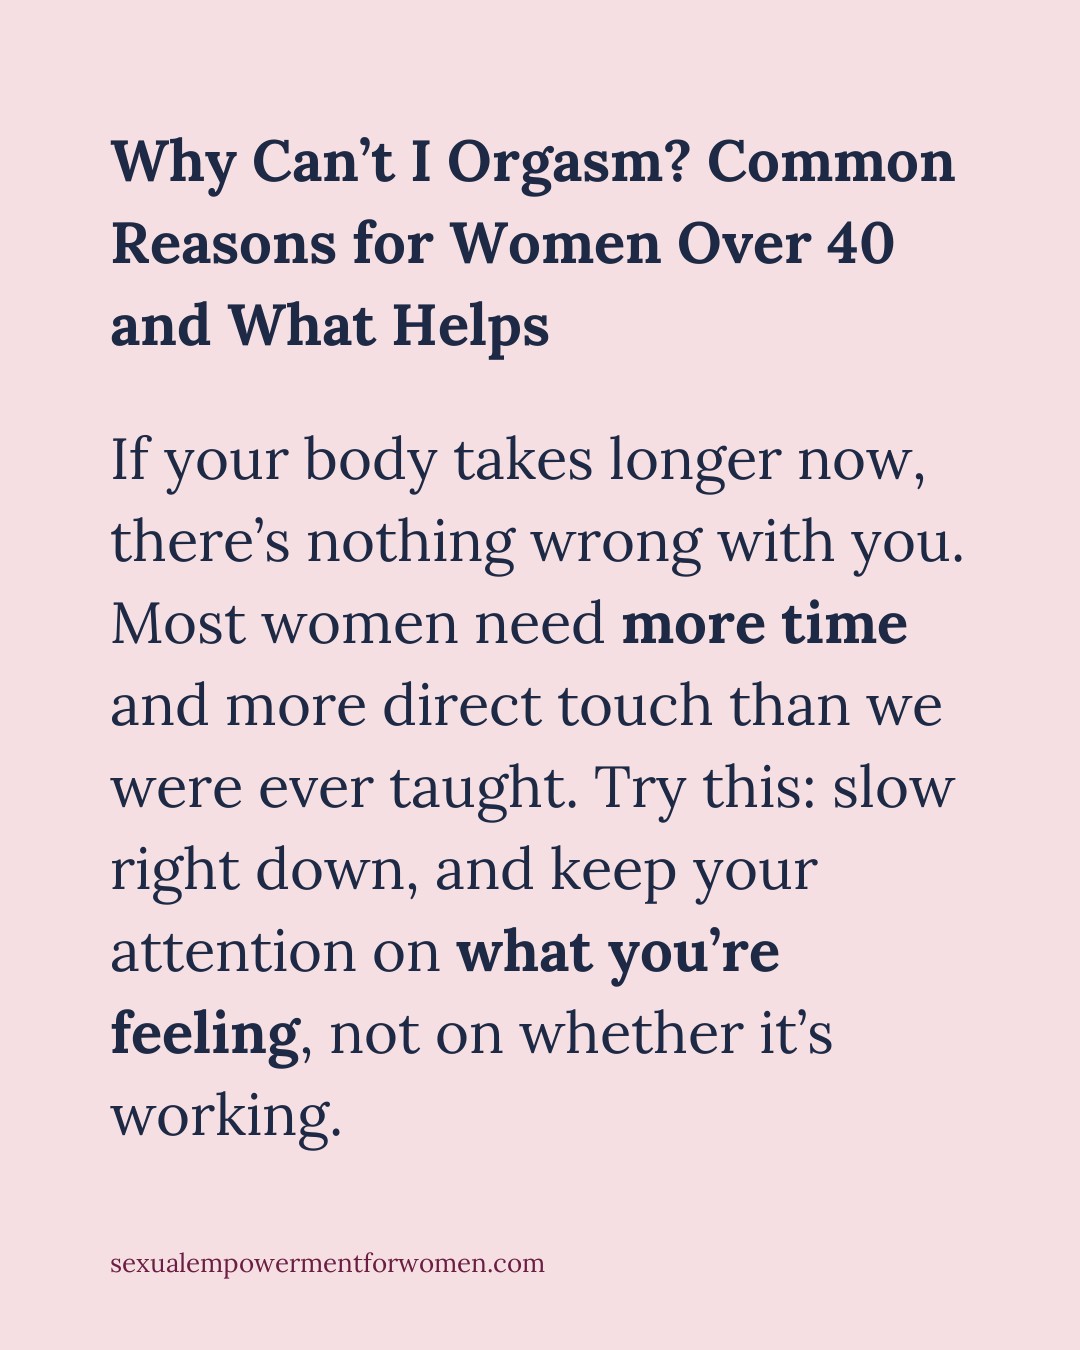 Why Can’t I Orgasm? Common
Reasons for Women Over 40
and What Helps
If your body takes longer now,
there’s nothing wrong with you.
Most women need more time
and more direct touch than we
were ever taught. Try this: slow
right down, and keep your
attention on what you’re
feeling, not on whether it’s
working.
sexualempowermentforwomen.com